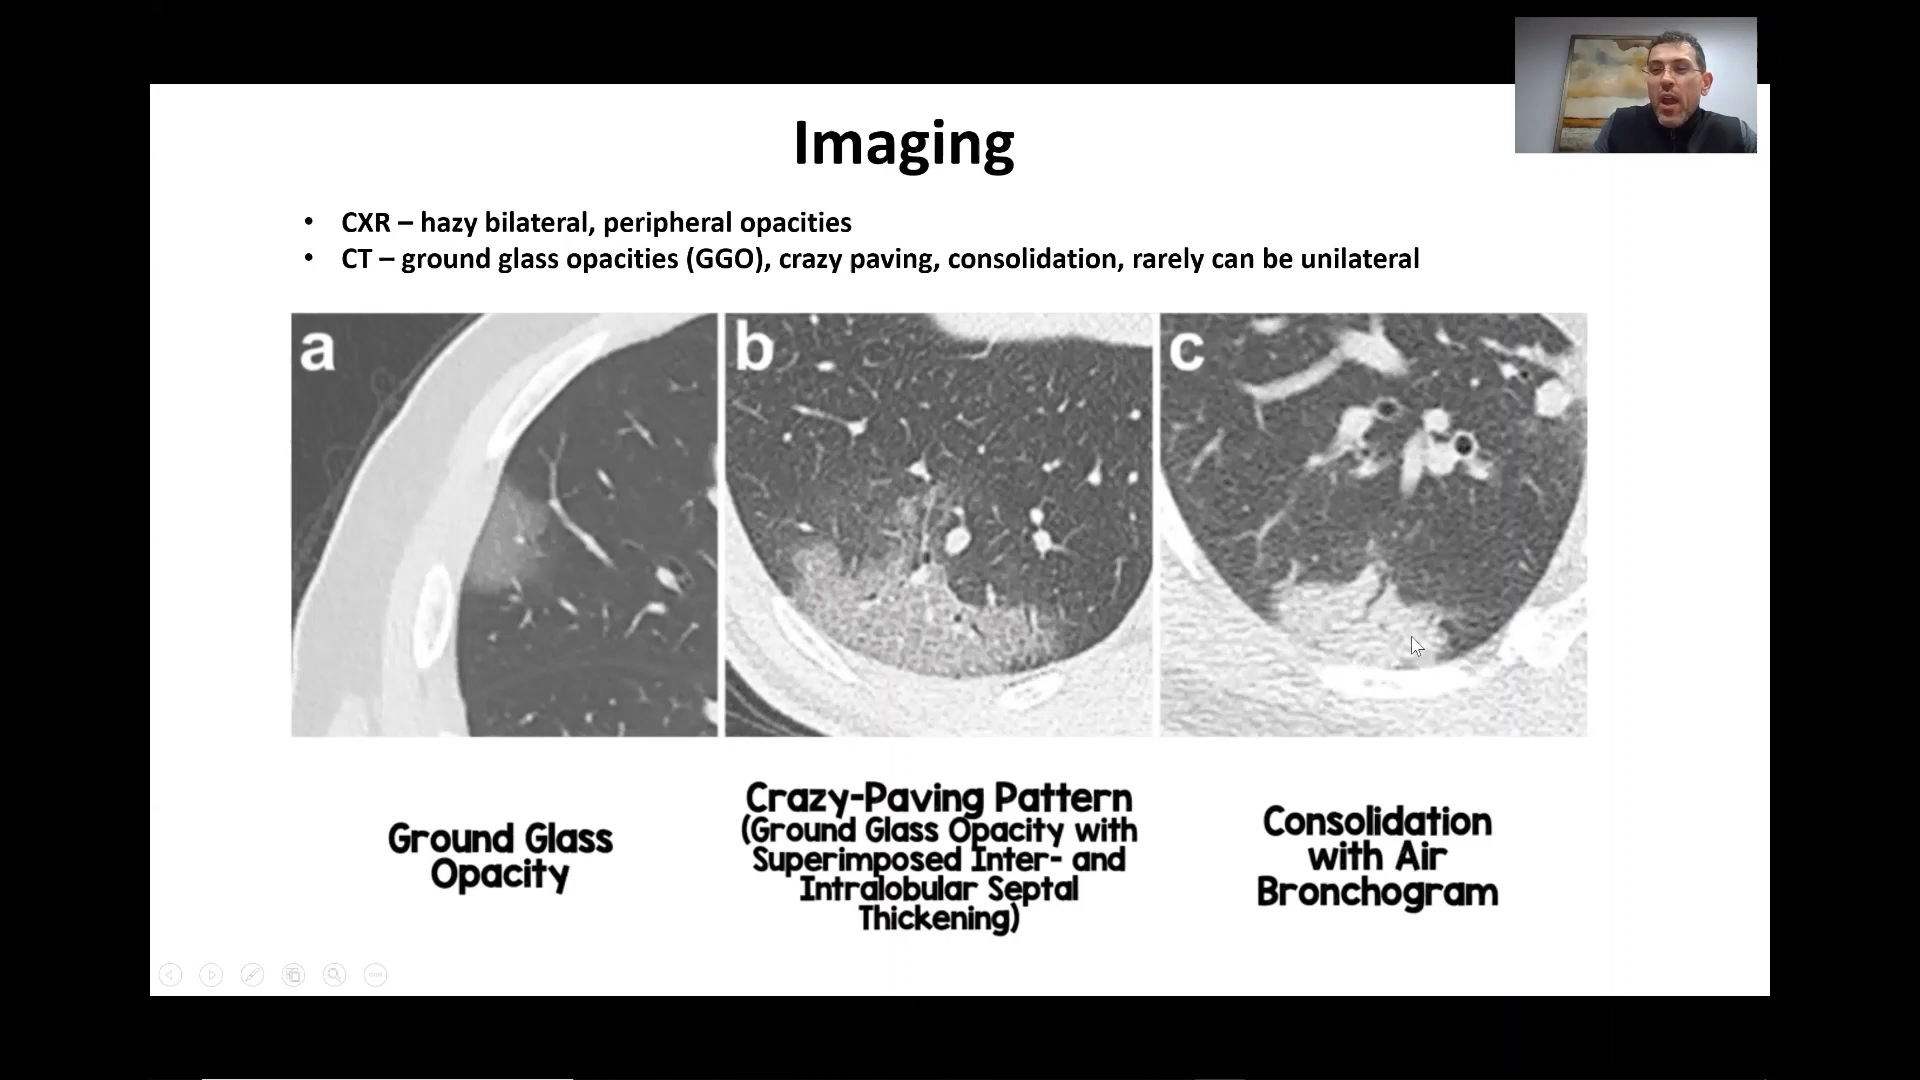 Imaging
• CXR – hazy bilateral, peripheral opacities
• CT – ground glass opacities (GGO), crazy paving, consolidation, rarely can be unilateral
a
b
c
Ground Glass
Opacity
Crazy-Paving Pattern
(Ground Glass Opacity with
Superimposed Inter- and
Intralobular Septal
Thickening)
Consolidation
with Air
Bronchogram